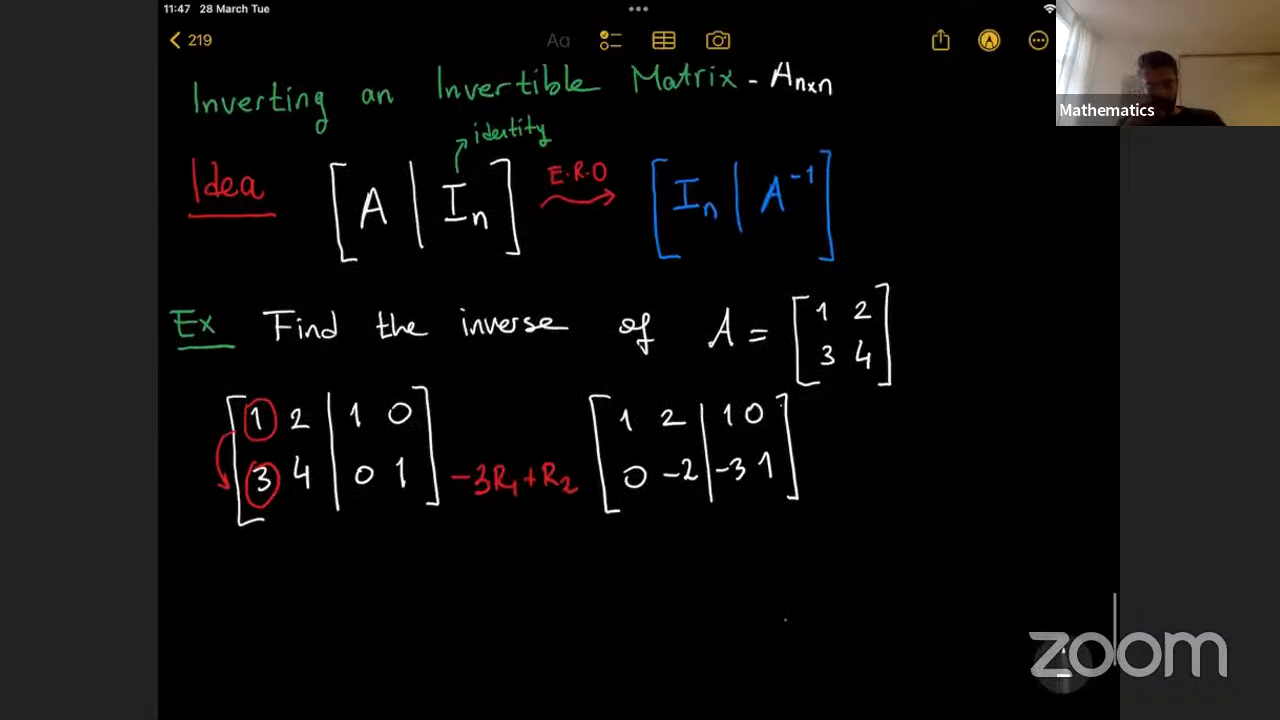 11:47 28 March Tue
219
Aa
Mathematics
Inverting an Invertible Matrix - Anxn
identity
Idea [ A | In ] E.R.O [ In | A⁻¹ ]
Ex Find the inverse of A = [ 1 2
3 4 ]
[ 1 2 | 1 0
3 4 | 0 1 ] -3R₁+R₂ [ 1 2 | 1 0
0 -2 | -3 1 ]
zoom